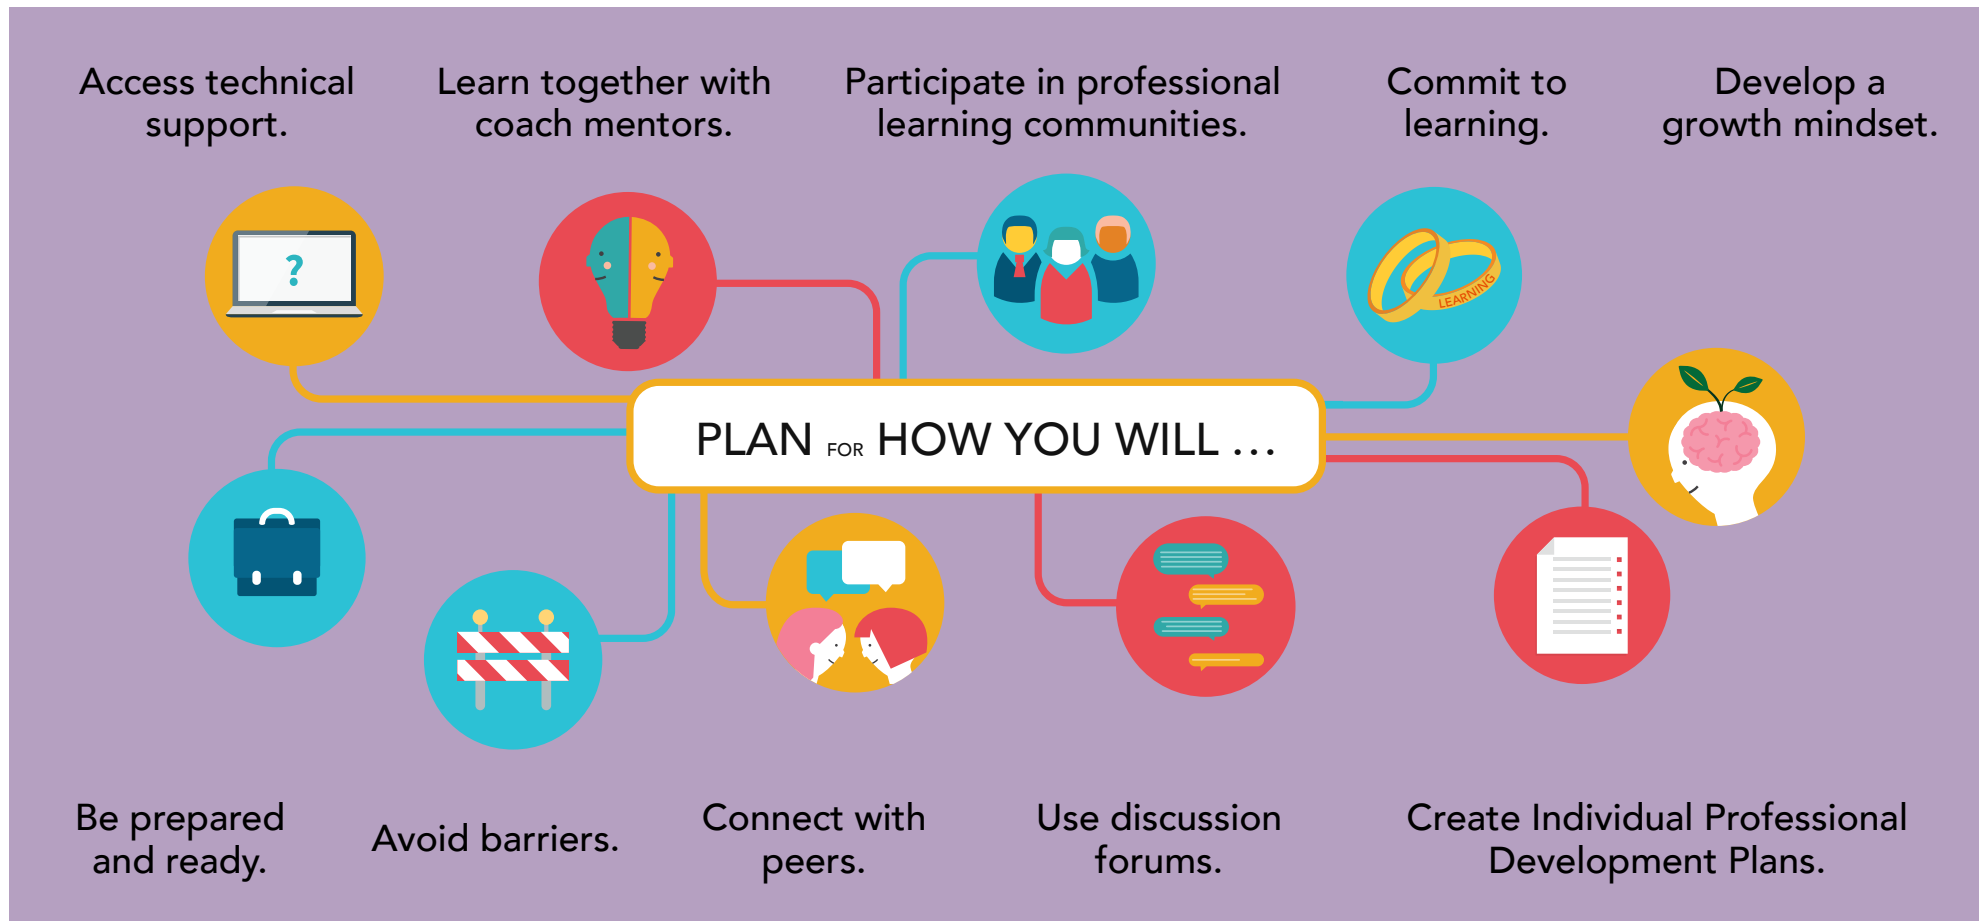 Access technical
support.
Learn together with
coach mentors.
Participate in professional
learning communities.
Commit to
learning.
Develop a
growth mindset.
?
LEARNING
PLAN FOR HOW YOU WILL ...
Be prepared
and ready.
Avoid barriers.
Connect with
peers.
Use discussion
forums.
Create Individual Professional
Development Plans.